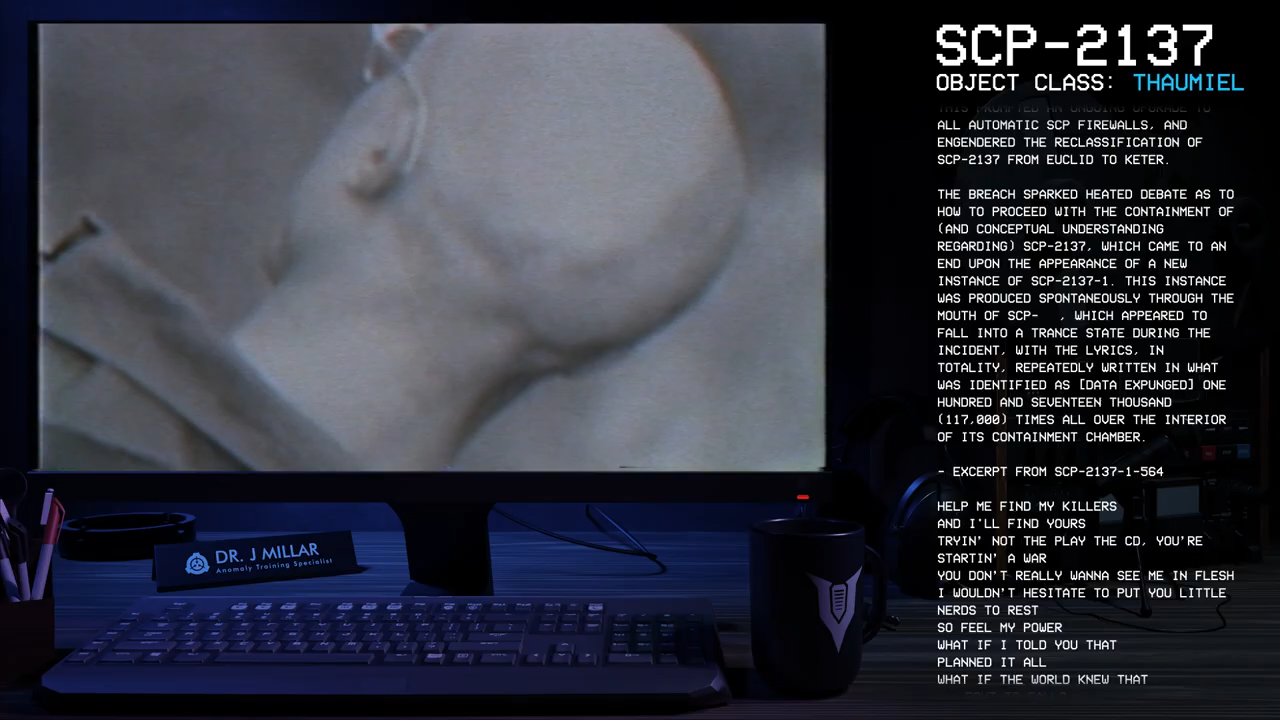 SCP-2137
OBJECT CLASS: THAUMIEL
THIS PROMPTED AN ONGOING UPGRADE TO
ALL AUTOMATIC SCP FIREWALLS, AND
ENGENDERED THE RECLASSIFICATION OF
SCP-2137 FROM EUCLID TO KETER.
THE BREACH SPARKED HEATED DEBATE AS TO
HOW TO PROCEED WITH THE CONTAINMENT OF
(AND CONCEPTUAL UNDERSTANDING
REGARDING) SCP-2137, WHICH CAME TO AN
END UPON THE APPEARANCE OF A NEW
INSTANCE OF SCP-2137-1. THIS INSTANCE
WAS PRODUCED SPONTANEOUSLY THROUGH THE
MOUTH OF SCP-   , WHICH APPEARED TO
FALL INTO A TRANCE STATE DURING THE
INCIDENT, WITH THE LYRICS, IN
TOTALITY, REPEATEDLY WRITTEN IN WHAT
WAS IDENTIFIED AS [DATA EXPUNGED] ONE
HUNDRED AND SEVENTEEN THOUSAND
(117,000) TIMES ALL OVER THE INTERIOR
OF ITS CONTAINMENT CHAMBER.
- EXCERPT FROM SCP-2137-1-564
HELP ME FIND MY KILLERS
AND I'LL FIND YOURS
TRYIN' NOT THE PLAY THE CD, YOU'RE
STARTIN' A WAR
YOU DON'T REALLY WANNA SEE ME IN FLESH
I WOULDN'T HESITATE TO PUT YOU LITTLE
NERDS TO REST
SO FEEL MY POWER
WHAT IF I TOLD YOU THAT
PLANNED IT ALL
WHAT IF THE WORLD KNEW THAT
DR. J MILLAR
Anomaly Training Specialist